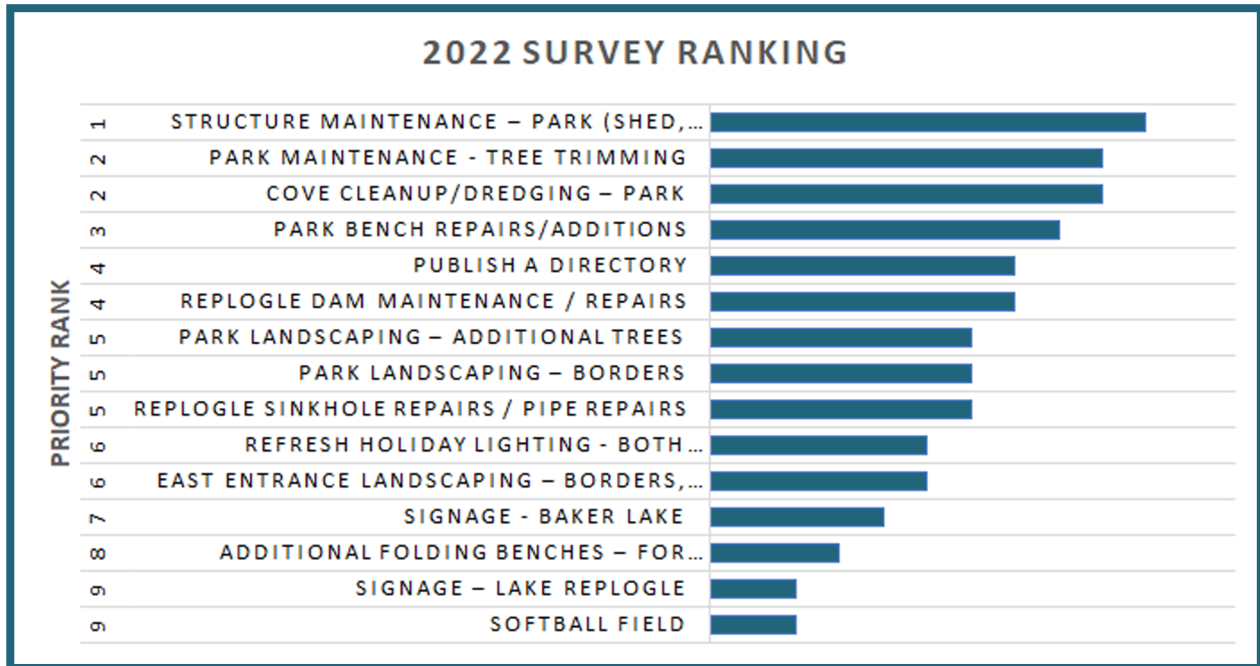 2022 SURVEY RANKING
PRIORITY RANK
1 STRUCTURE MAINTENANCE – PARK (SHED,…
2 PARK MAINTENANCE - TREE TRIMMING
2 COVE CLEANUP/DREDGING – PARK
3 PARK BENCH REPAIRS/ADDITIONS
4 PUBLISH A DIRECTORY
4 REPLOGLE DAM MAINTENANCE / REPAIRS
5 PARK LANDSCAPING – ADDITIONAL TREES
5 PARK LANDSCAPING – BORDERS
5 REPLOGLE SINKHOLE REPAIRS / PIPE REPAIRS
6 REFRESH HOLIDAY LIGHTING - BOTH…
6 EAST ENTRANCE LANDSCAPING – BORDERS,…
7 SIGNAGE - BAKER LAKE
8 ADDITIONAL FOLDING BENCHES – FOR…
9 SIGNAGE – LAKE REPLOGLE
9 SOFTBALL FIELD